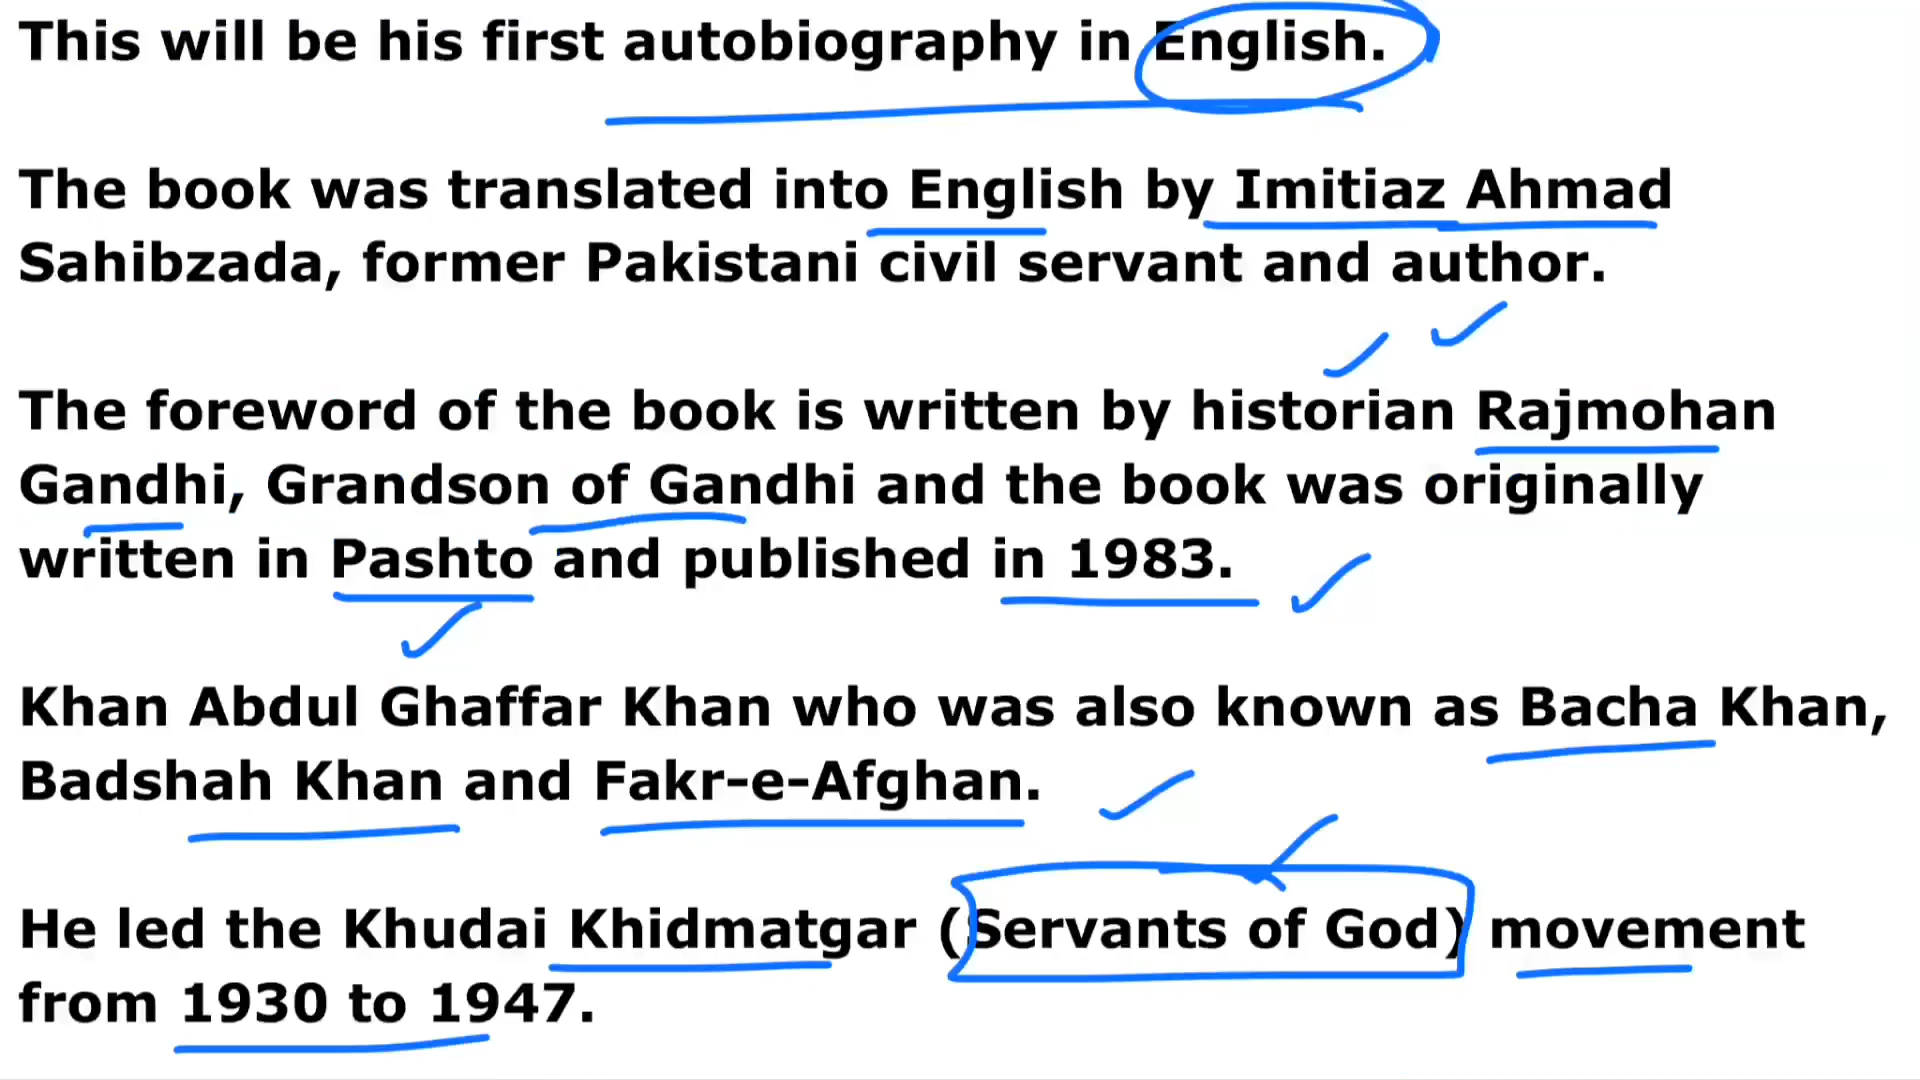 This will be his first autobiography in English.
The book was translated into English by Imitiaz Ahmad
Sahibzada, former Pakistani civil servant and author.
The foreword of the book is written by historian Rajmohan
Gandhi, Grandson of Gandhi and the book was originally
written in Pashto and published in 1983.
Khan Abdul Ghaffar Khan who was also known as Bacha Khan,
Badshah Khan and Fakr-e-Afghan.
He led the Khudai Khidmatgar (Servants of God) movement
from 1930 to 1947.